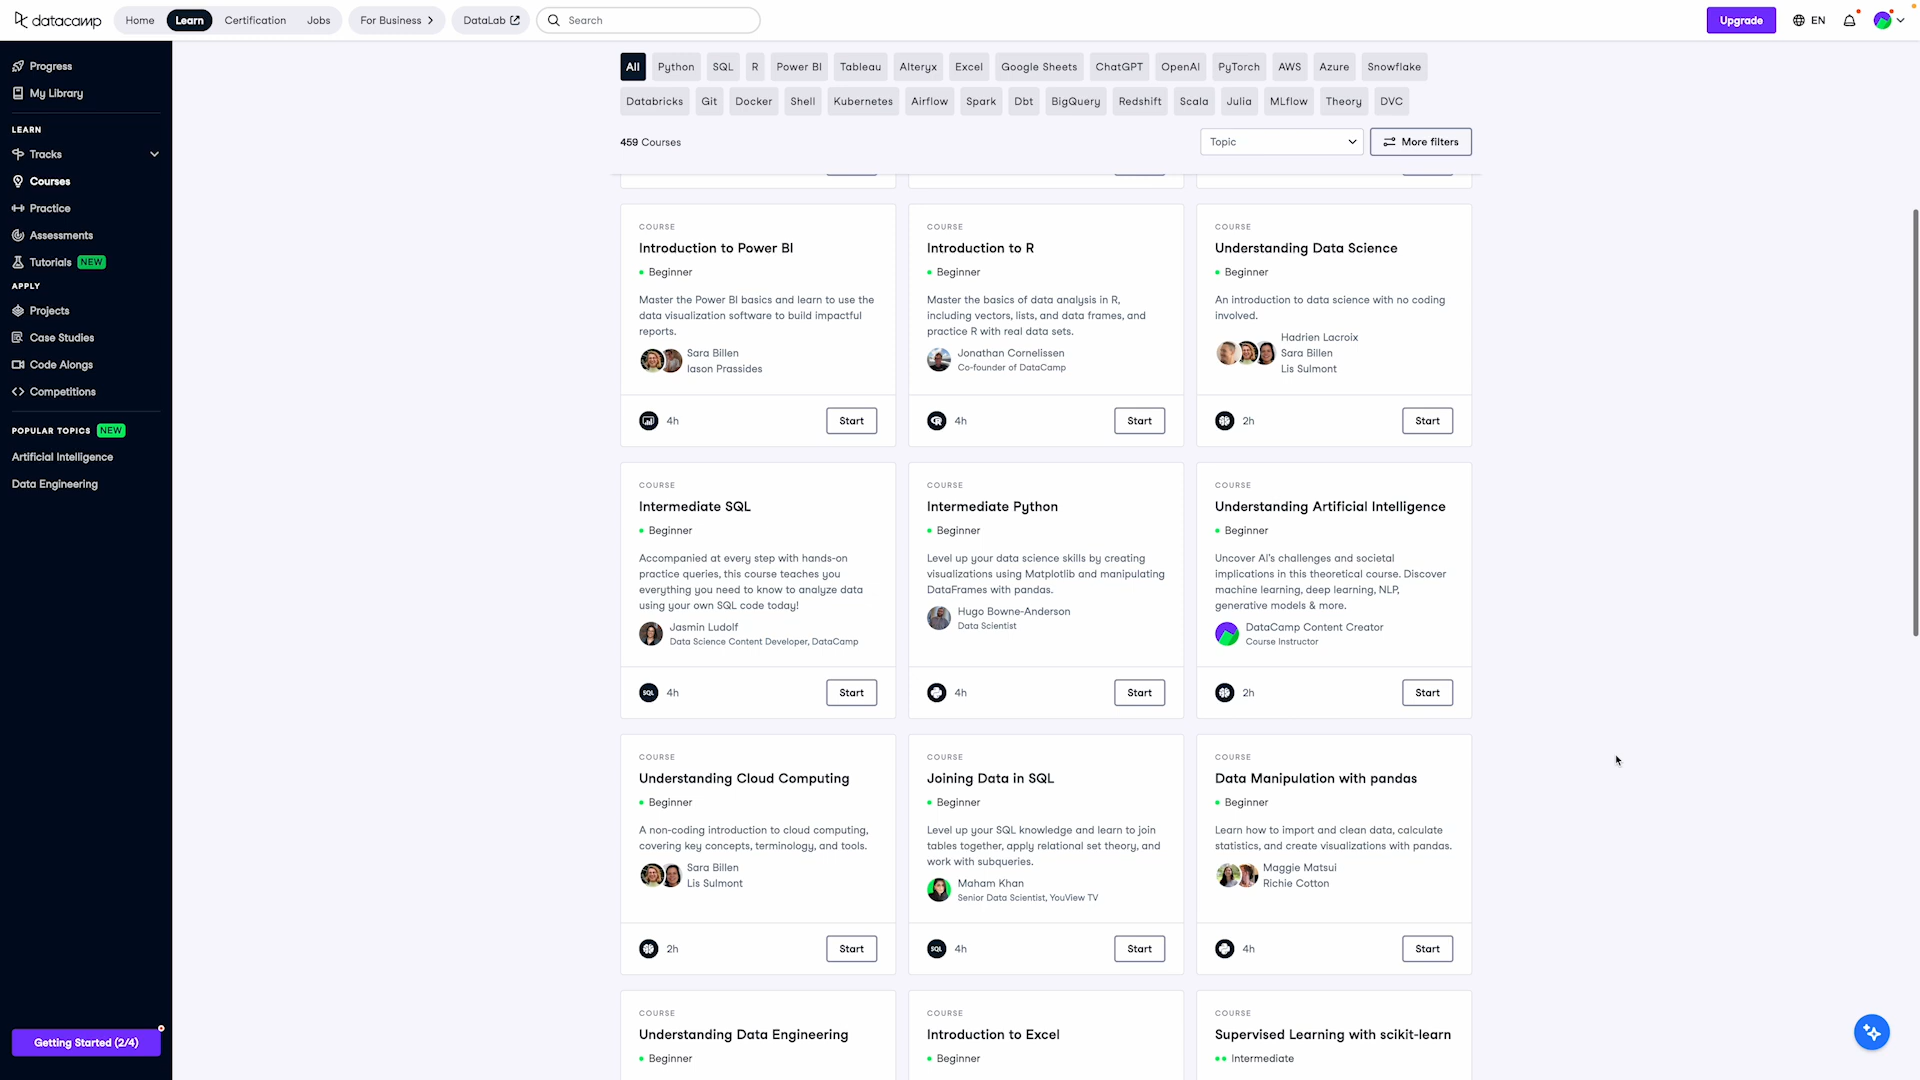 datacamp
Home
Learn
Certification
Jobs
For Business
DataLab
Search
Upgrade
EN
Progress
My Library
LEARN
Tracks
Courses
Practice
Assessments
Tutorials NEW
APPLY
Projects
Case Studies
Code Alongs
Competitions
POPULAR TOPICS NEW
Artificial Intelligence
Data Engineering
Getting Started (2/4)
All Python SQL R Power BI Tableau Alteryx Excel Google Sheets ChatGPT OpenAI PyTorch AWS Azure Snowflake
Databricks Git Docker Shell Kubernetes Airflow Spark Dbt BigQuery Redshift Scala Julia MLflow Theory DVC
459 Courses
Topic
More filters
COURSE
Introduction to Power BI
Beginner
Master the Power BI basics and learn to use the
data visualization software to build impactful
reports.
Sara Billen
Iason Prassides
4h
Start
COURSE
Introduction to R
Beginner
Master the basics of data analysis in R,
including vectors, lists, and data frames, and
practice R with real data sets.
Jonathan Cornelissen
Co-founder of DataCamp
4h
Start
COURSE
Understanding Data Science
Beginner
An introduction to data science with no coding
involved.
Hadrien Lacroix
Sara Billen
Lis Sulmont
2h
Start
COURSE
Intermediate SQL
Beginner
Accompanied at every step with hands-on
practice queries, this course teaches you
everything you need to know to analyze data
using your own SQL code today!
Jasmin Ludolf
Data Science Content Developer, DataCamp
SQL
4h
Start
COURSE
Intermediate Python
Beginner
Level up your data science skills by creating
visualizations using Matplotlib and manipulating
DataFrames with pandas.
Hugo Bowne-Anderson
Data Scientist
4h
Start
COURSE
Understanding Artificial Intelligence
Beginner
Uncover AI's challenges and societal
implications in this theoretical course. Discover
machine learning, deep learning, NLP,
generative models & more.
DataCamp Content Creator
Course Instructor
2h
Start
COURSE
Understanding Cloud Computing
Beginner
A non-coding introduction to cloud computing,
covering key concepts, terminology, and tools.
Sara Billen
Lis Sulmont
2h
Start
COURSE
Joining Data in SQL
Beginner
Level up your SQL knowledge and learn to join
tables together, apply relational set theory, and
work with subqueries.
Maham Khan
Senior Data Scientist, YouView TV
SQL
4h
Start
COURSE
Data Manipulation with pandas
Beginner
Learn how to import and clean data, calculate
statistics, and create visualizations with pandas.
Maggie Matsui
Richie Cotton
4h
Start
COURSE
Understanding Data Engineering
Beginner
COURSE
Introduction to Excel
Beginner
COURSE
Supervised Learning with scikit-learn
Intermediate